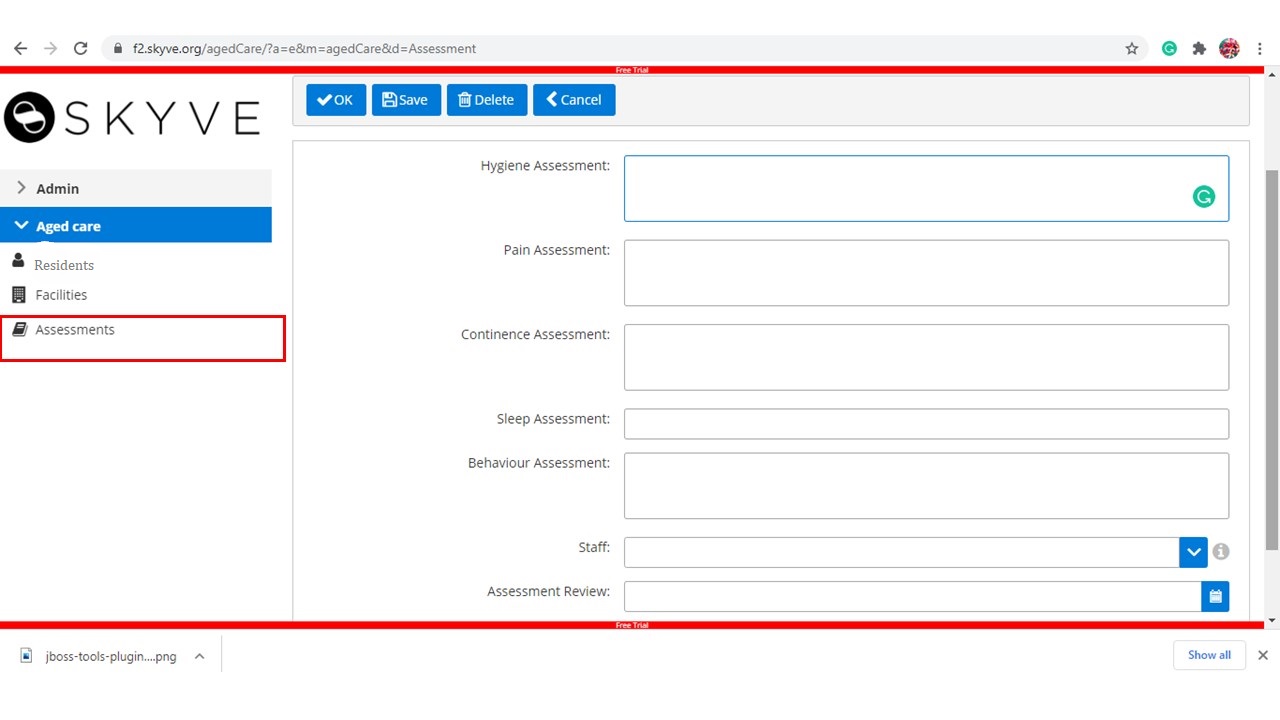 f2.skyve.org/agedCare/?a=e&m=agedCare&d=Assessment
Free Trial
SKYVE
OK Save Delete Cancel
Admin
Aged care
Residents
Facilities
Assessments
Hygiene Assessment:
Pain Assessment:
Continence Assessment:
Sleep Assessment:
Behaviour Assessment:
Staff:
Assessment Review:
Free Trial
jboss-tools-plugin....png
Show all